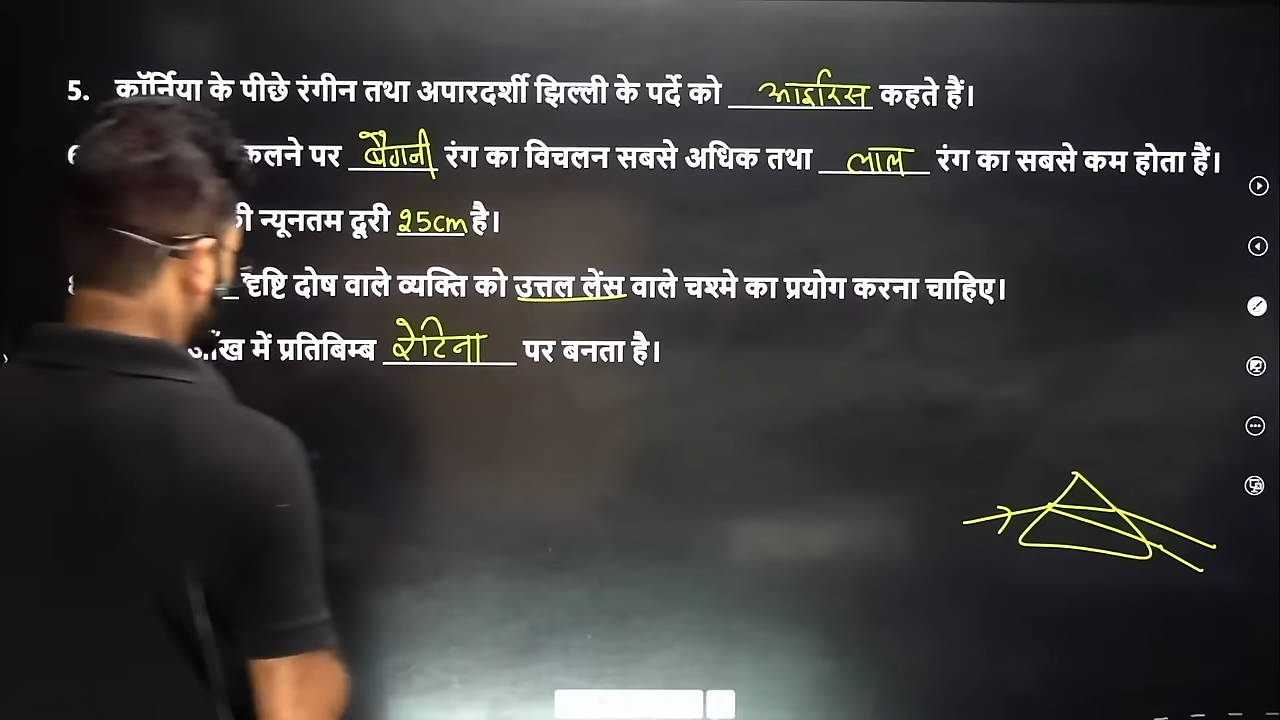 5. कॉर्निया के पीछे रंगीन तथा अपारदर्शी झिल्ली के पर्दे को आइरिस कहते हैं।
पर बैंगनी रंग का विचलन सबसे अधिक तथा लाल रंग का सबसे कम होता हैं।
न्यूनतम दूरी 25cm है।
दृष्टि दोष वाले व्यक्ति को उत्तल लेंस वाले चश्मे का प्रयोग करना चाहिए।
में प्रतिबिम्ब रेटिना पर बनता है।